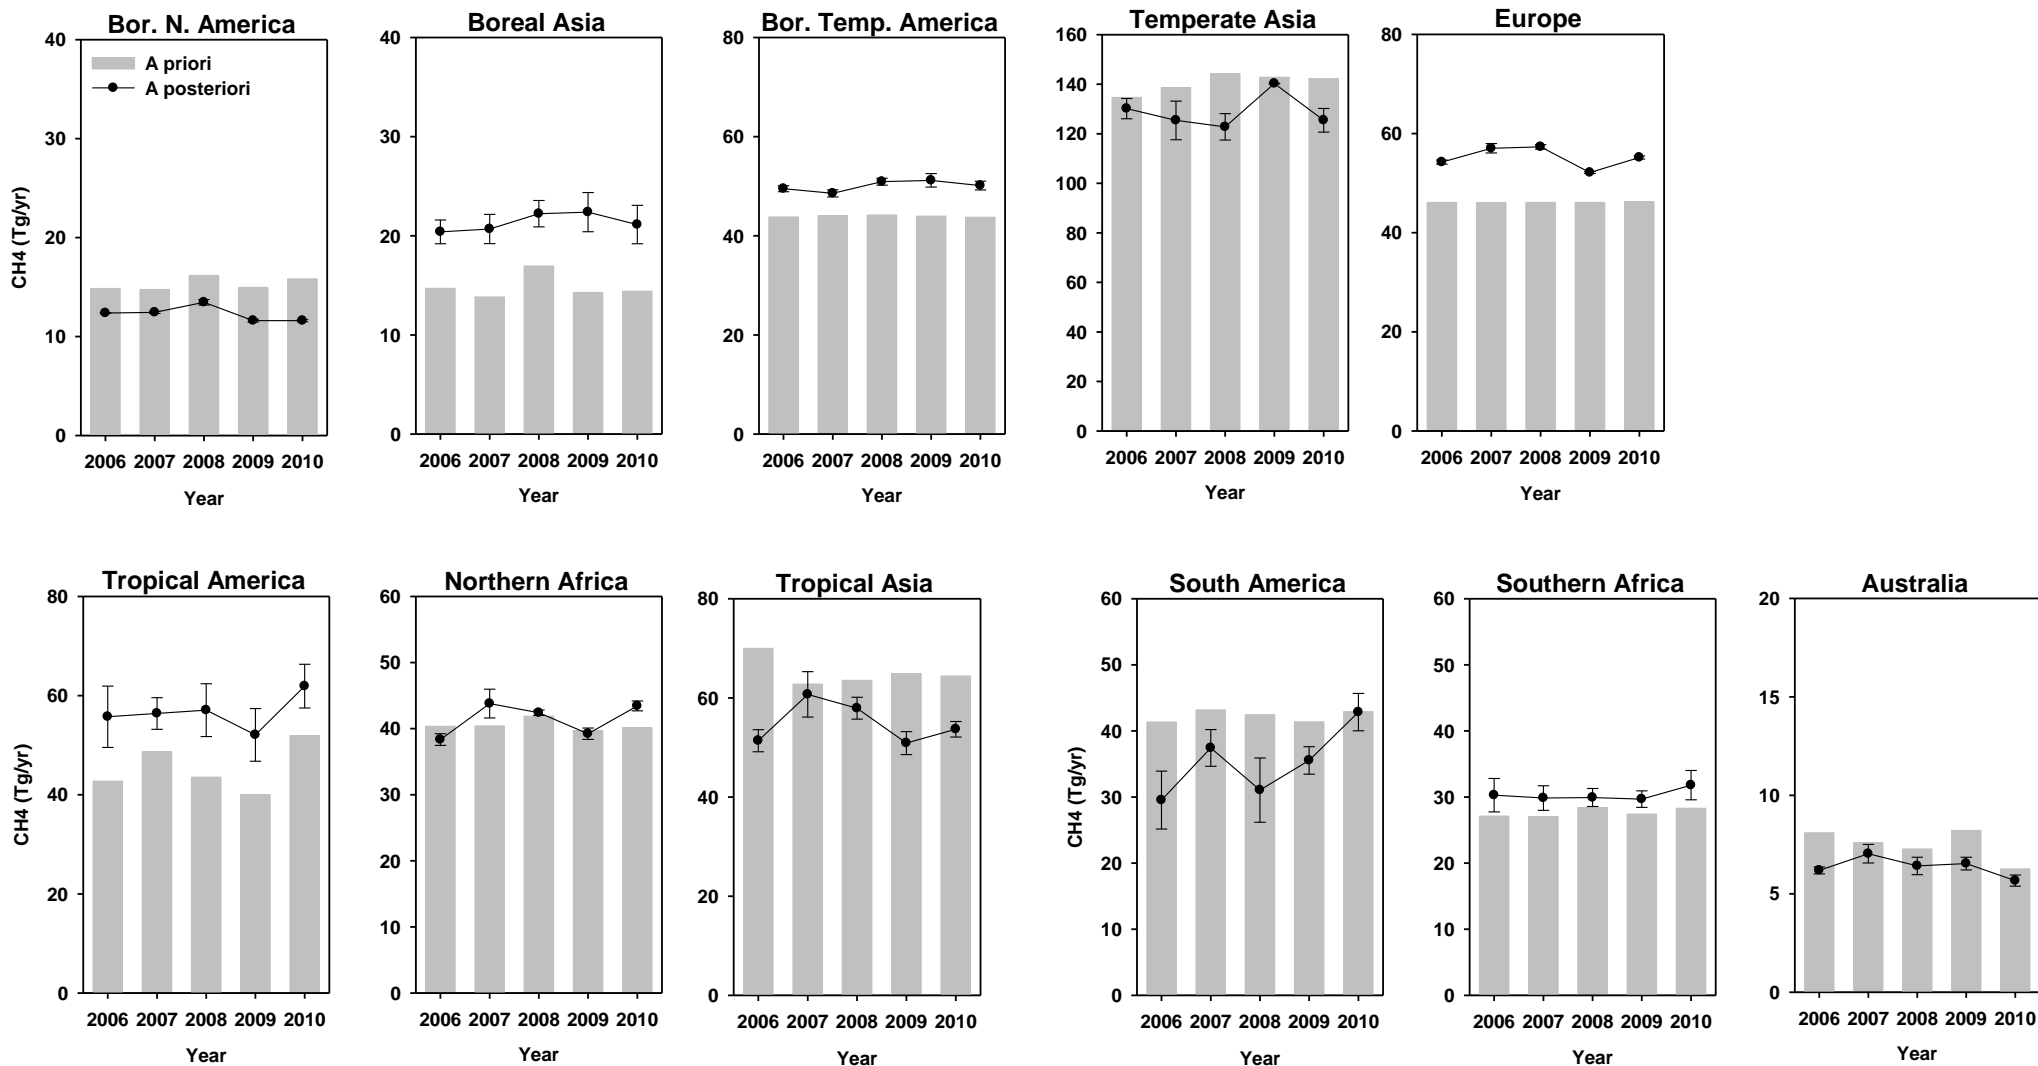 Bor. N. America
40
30
20
10
0
CH4 (Tg/yr)
A priori
A posteriori
2006 2007 2008 2009 2010
Year
Boreal Asia
40
30
20
10
0
2006 2007 2008 2009 2010
Year
Bor. Temp. America
80
60
40
20
0
2006 2007 2008 2009 2010
Year
Temperate Asia
160
140
120
100
80
60
40
20
0
2006 2007 2008 2009 2010
Year
Europe
80
60
40
20
0
2006 2007 2008 2009 2010
Year
Tropical America
80
60
40
20
0
CH4 (Tg/yr)
2006 2007 2008 2009 2010
Year
Northern Africa
60
50
40
30
20
10
0
2006 2007 2008 2009 2010
Year
Tropical Asia
80
60
40
20
0
2006 2007 2008 2009 2010
Year
South America
60
50
40
30
20
10
0
CH4 (Tg/yr)
2006 2007 2008 2009 2010
Year
Southern Africa
60
50
40
30
20
10
0
2006 2007 2008 2009 2010
Year
Australia
20
15
10
5
0
2006 2007 2008 2009 2010
Year